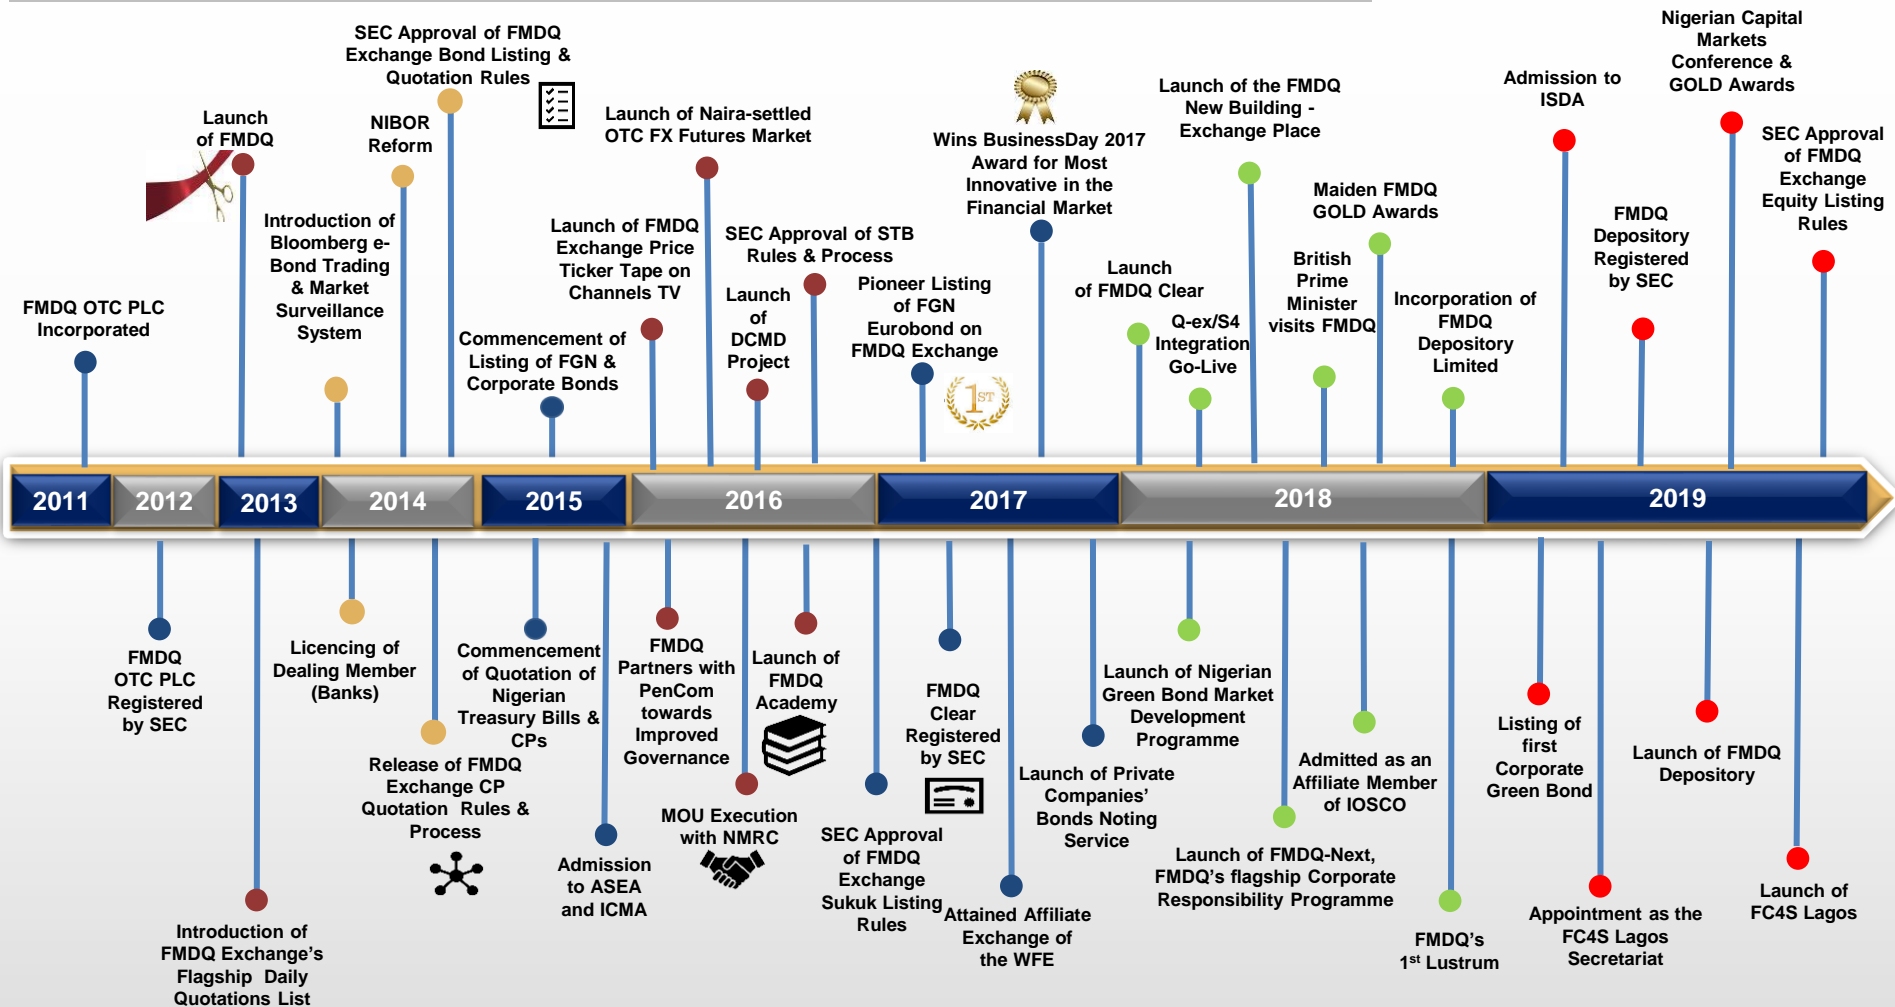 FMDQ OTC PLC
Incorporated
Launch
of FMDQ
Introduction of
Bloomberg e-
Bond Trading
& Market
Surveillance
System
NIBOR
Reform
SEC Approval of FMDQ
Exchange Bond Listing &
Quotation Rules
Commencement of
Listing of FGN &
Corporate Bonds
Launch of FMDQ
Exchange Price
Ticker Tape on
Channels TV
Launch of Naira-settled
OTC FX Futures Market
Launch
of
DCMD
Project
SEC Approval of STB
Rules & Process
Pioneer Listing
of FGN
Eurobond on
FMDQ Exchange
1ST
Wins BusinessDay 2017
Award for Most
Innovative in the
Financial Market
Launch
of FMDQ Clear
Q-ex/S4
Integration
Go-Live
Launch of the FMDQ
New Building -
Exchange Place
British
Prime
Minister
visits FMDQ
Maiden FMDQ
GOLD Awards
Incorporation of
FMDQ
Depository
Limited
Admission to
ISDA
FMDQ
Depository
Registered
by SEC
Nigerian Capital
Markets
Conference &
GOLD Awards
SEC Approval
of FMDQ
Exchange
Equity Listing
Rules
2011
2012
2013
2014
2015
2016
2017
2018
2019
FMDQ
OTC PLC
Registered
by SEC
Introduction of
FMDQ Exchange’s
Flagship Daily
Quotations List
Licencing of
Dealing Member
(Banks)
Release of FMDQ
Exchange CP
Quotation Rules &
Process
Commencement
of Quotation of
Nigerian
Treasury Bills &
CPs
Admission
to ASEA
and ICMA
FMDQ
Partners with
PenCom
towards
Improved
Governance
MOU Execution
with NMRC
Launch of
FMDQ
Academy
SEC Approval
of FMDQ
Exchange
Sukuk Listing
Rules
FMDQ
Clear
Registered
by SEC
Attained Affiliate
Exchange of
the WFE
Launch of Private
Companies’
Bonds Noting
Service
Launch of Nigerian
Green Bond Market
Development
Programme
Launch of FMDQ-Next,
FMDQ’s flagship Corporate
Responsibility Programme
Admitted as an
Affiliate Member
of IOSCO
FMDQ’s
1st Lustrum
Listing of
first
Corporate
Green Bond
Appointment as the
FC4S Lagos
Secretariat
Launch of FMDQ
Depository
Launch of
FC4S Lagos